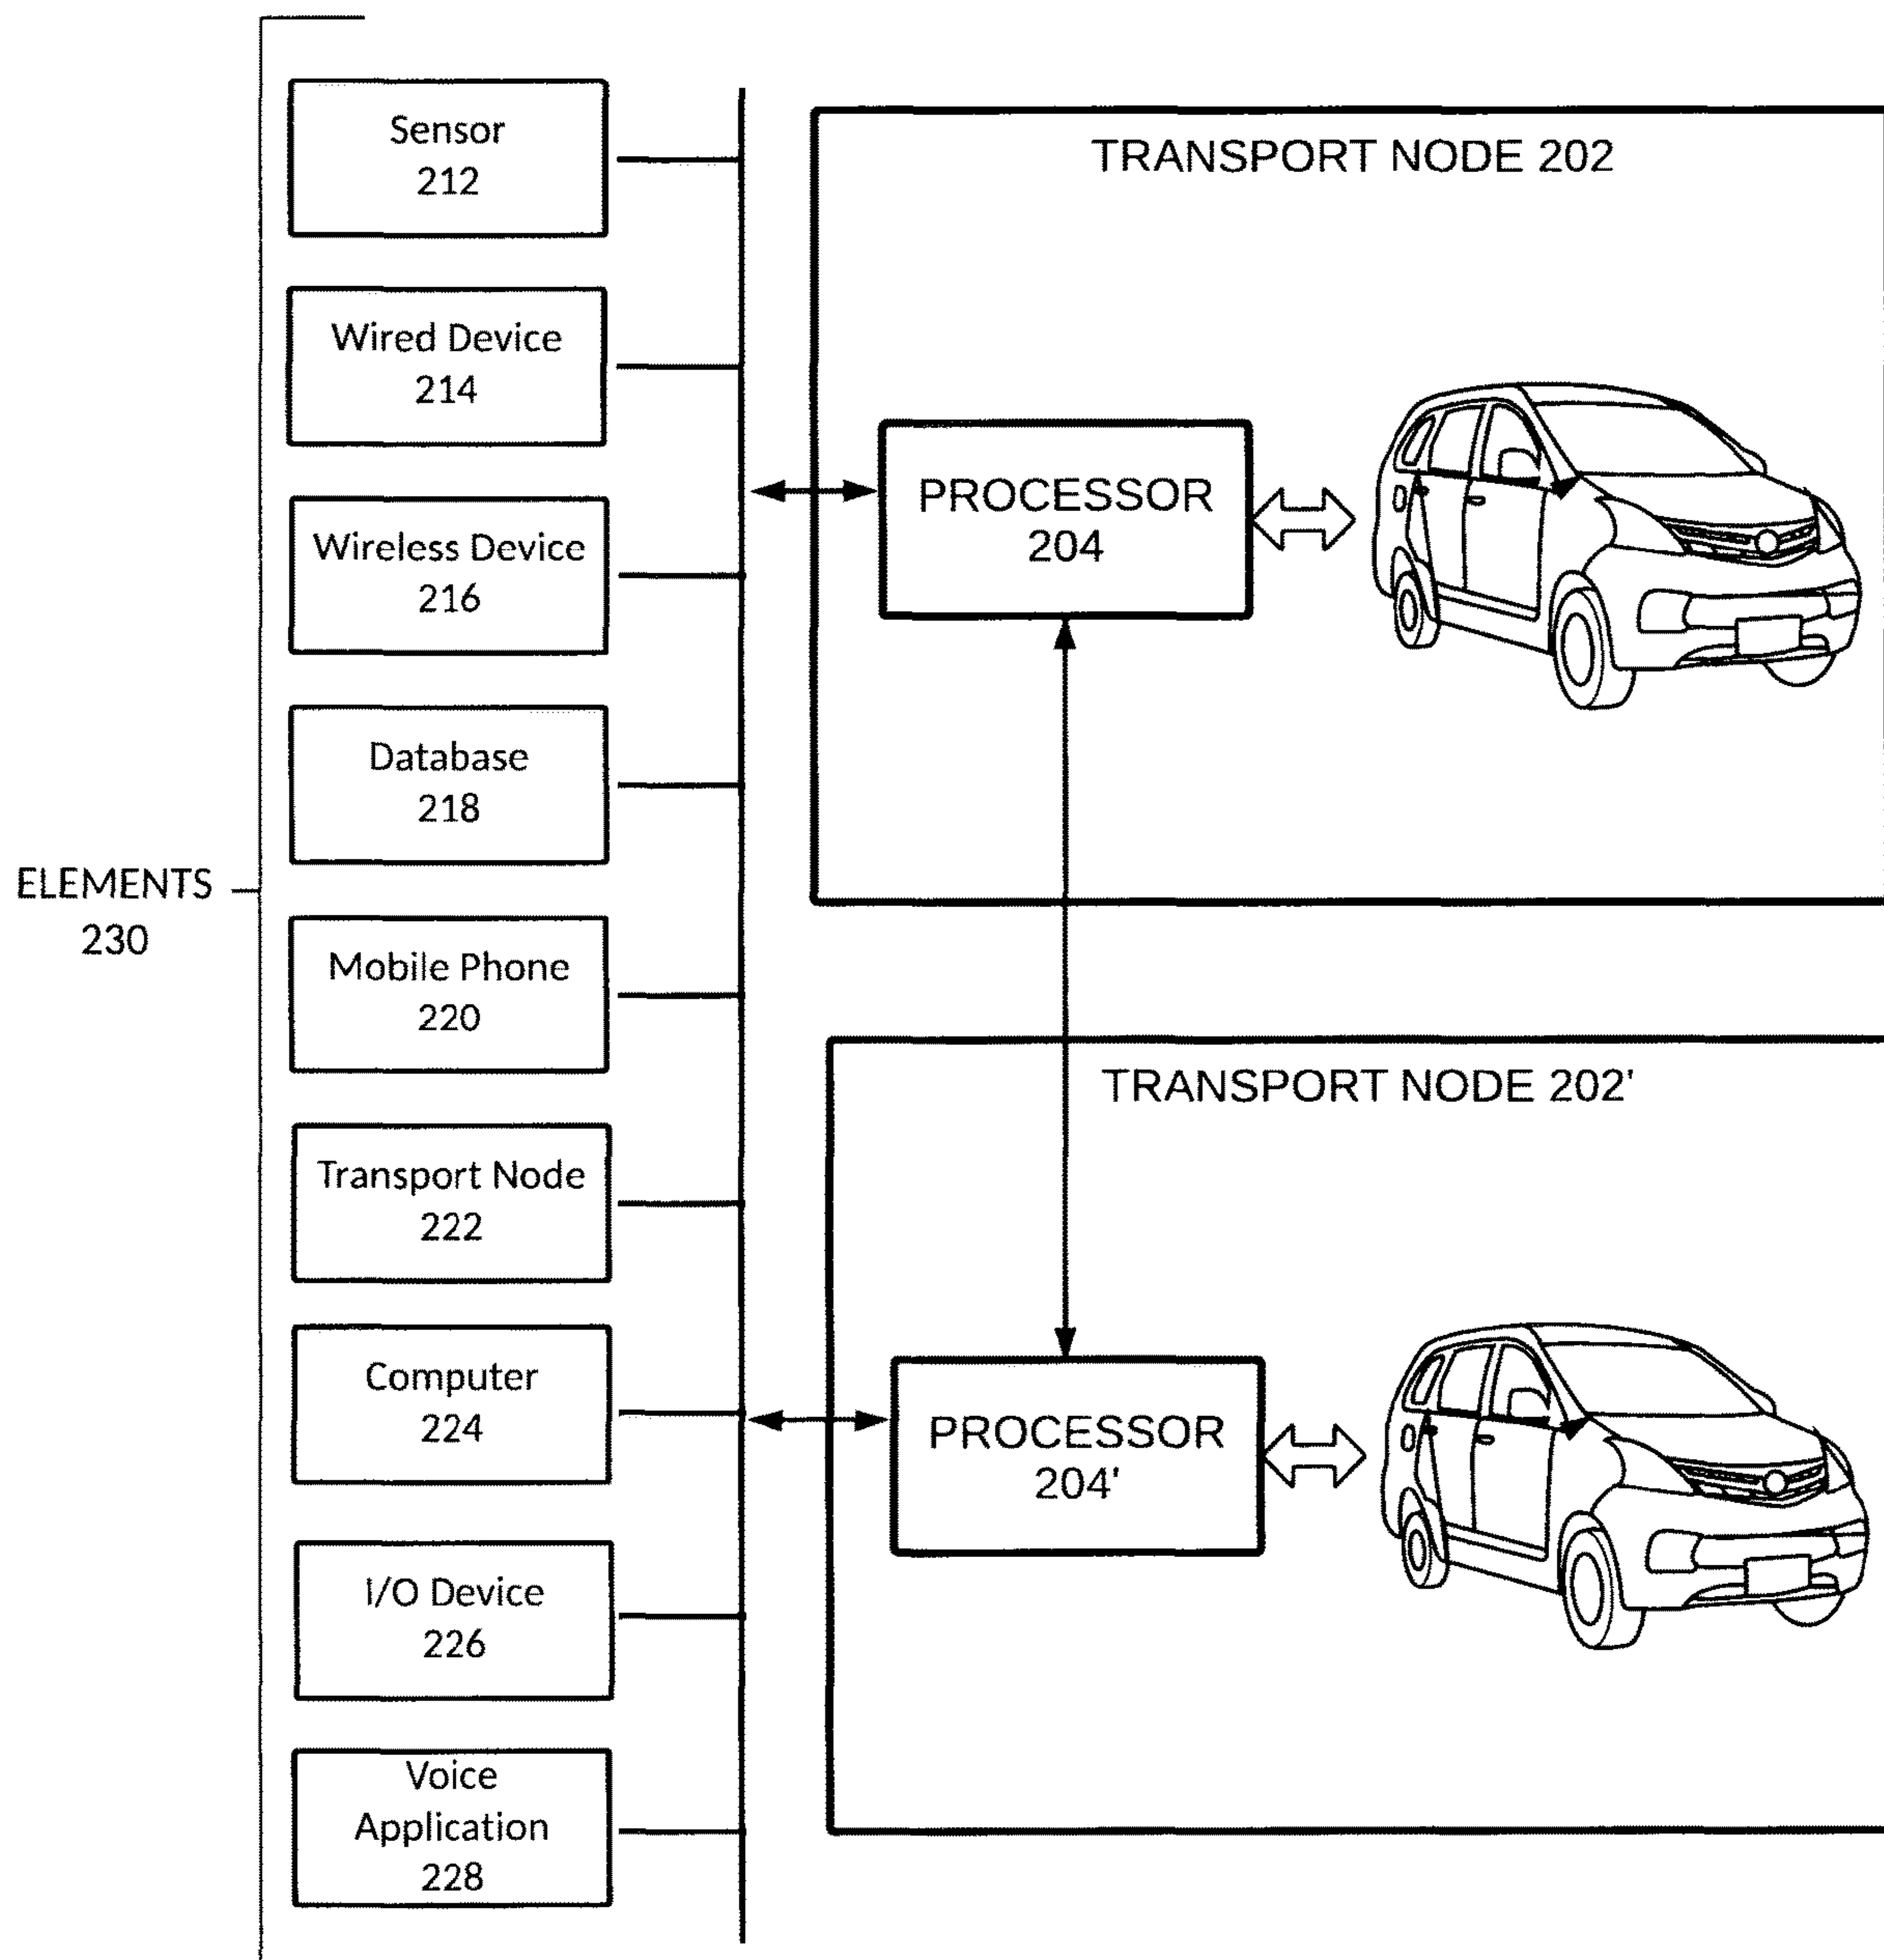 ELEMENTS
230
Sensor
212
Wired Device
214
Wireless Device
216
Database
218
Mobile Phone
220
Transport Node
222
Computer
224
I/O Device
226
Voice
Application
228
TRANSPORT NODE 202
PROCESSOR
204
TRANSPORT NODE 202'
PROCESSOR
204'